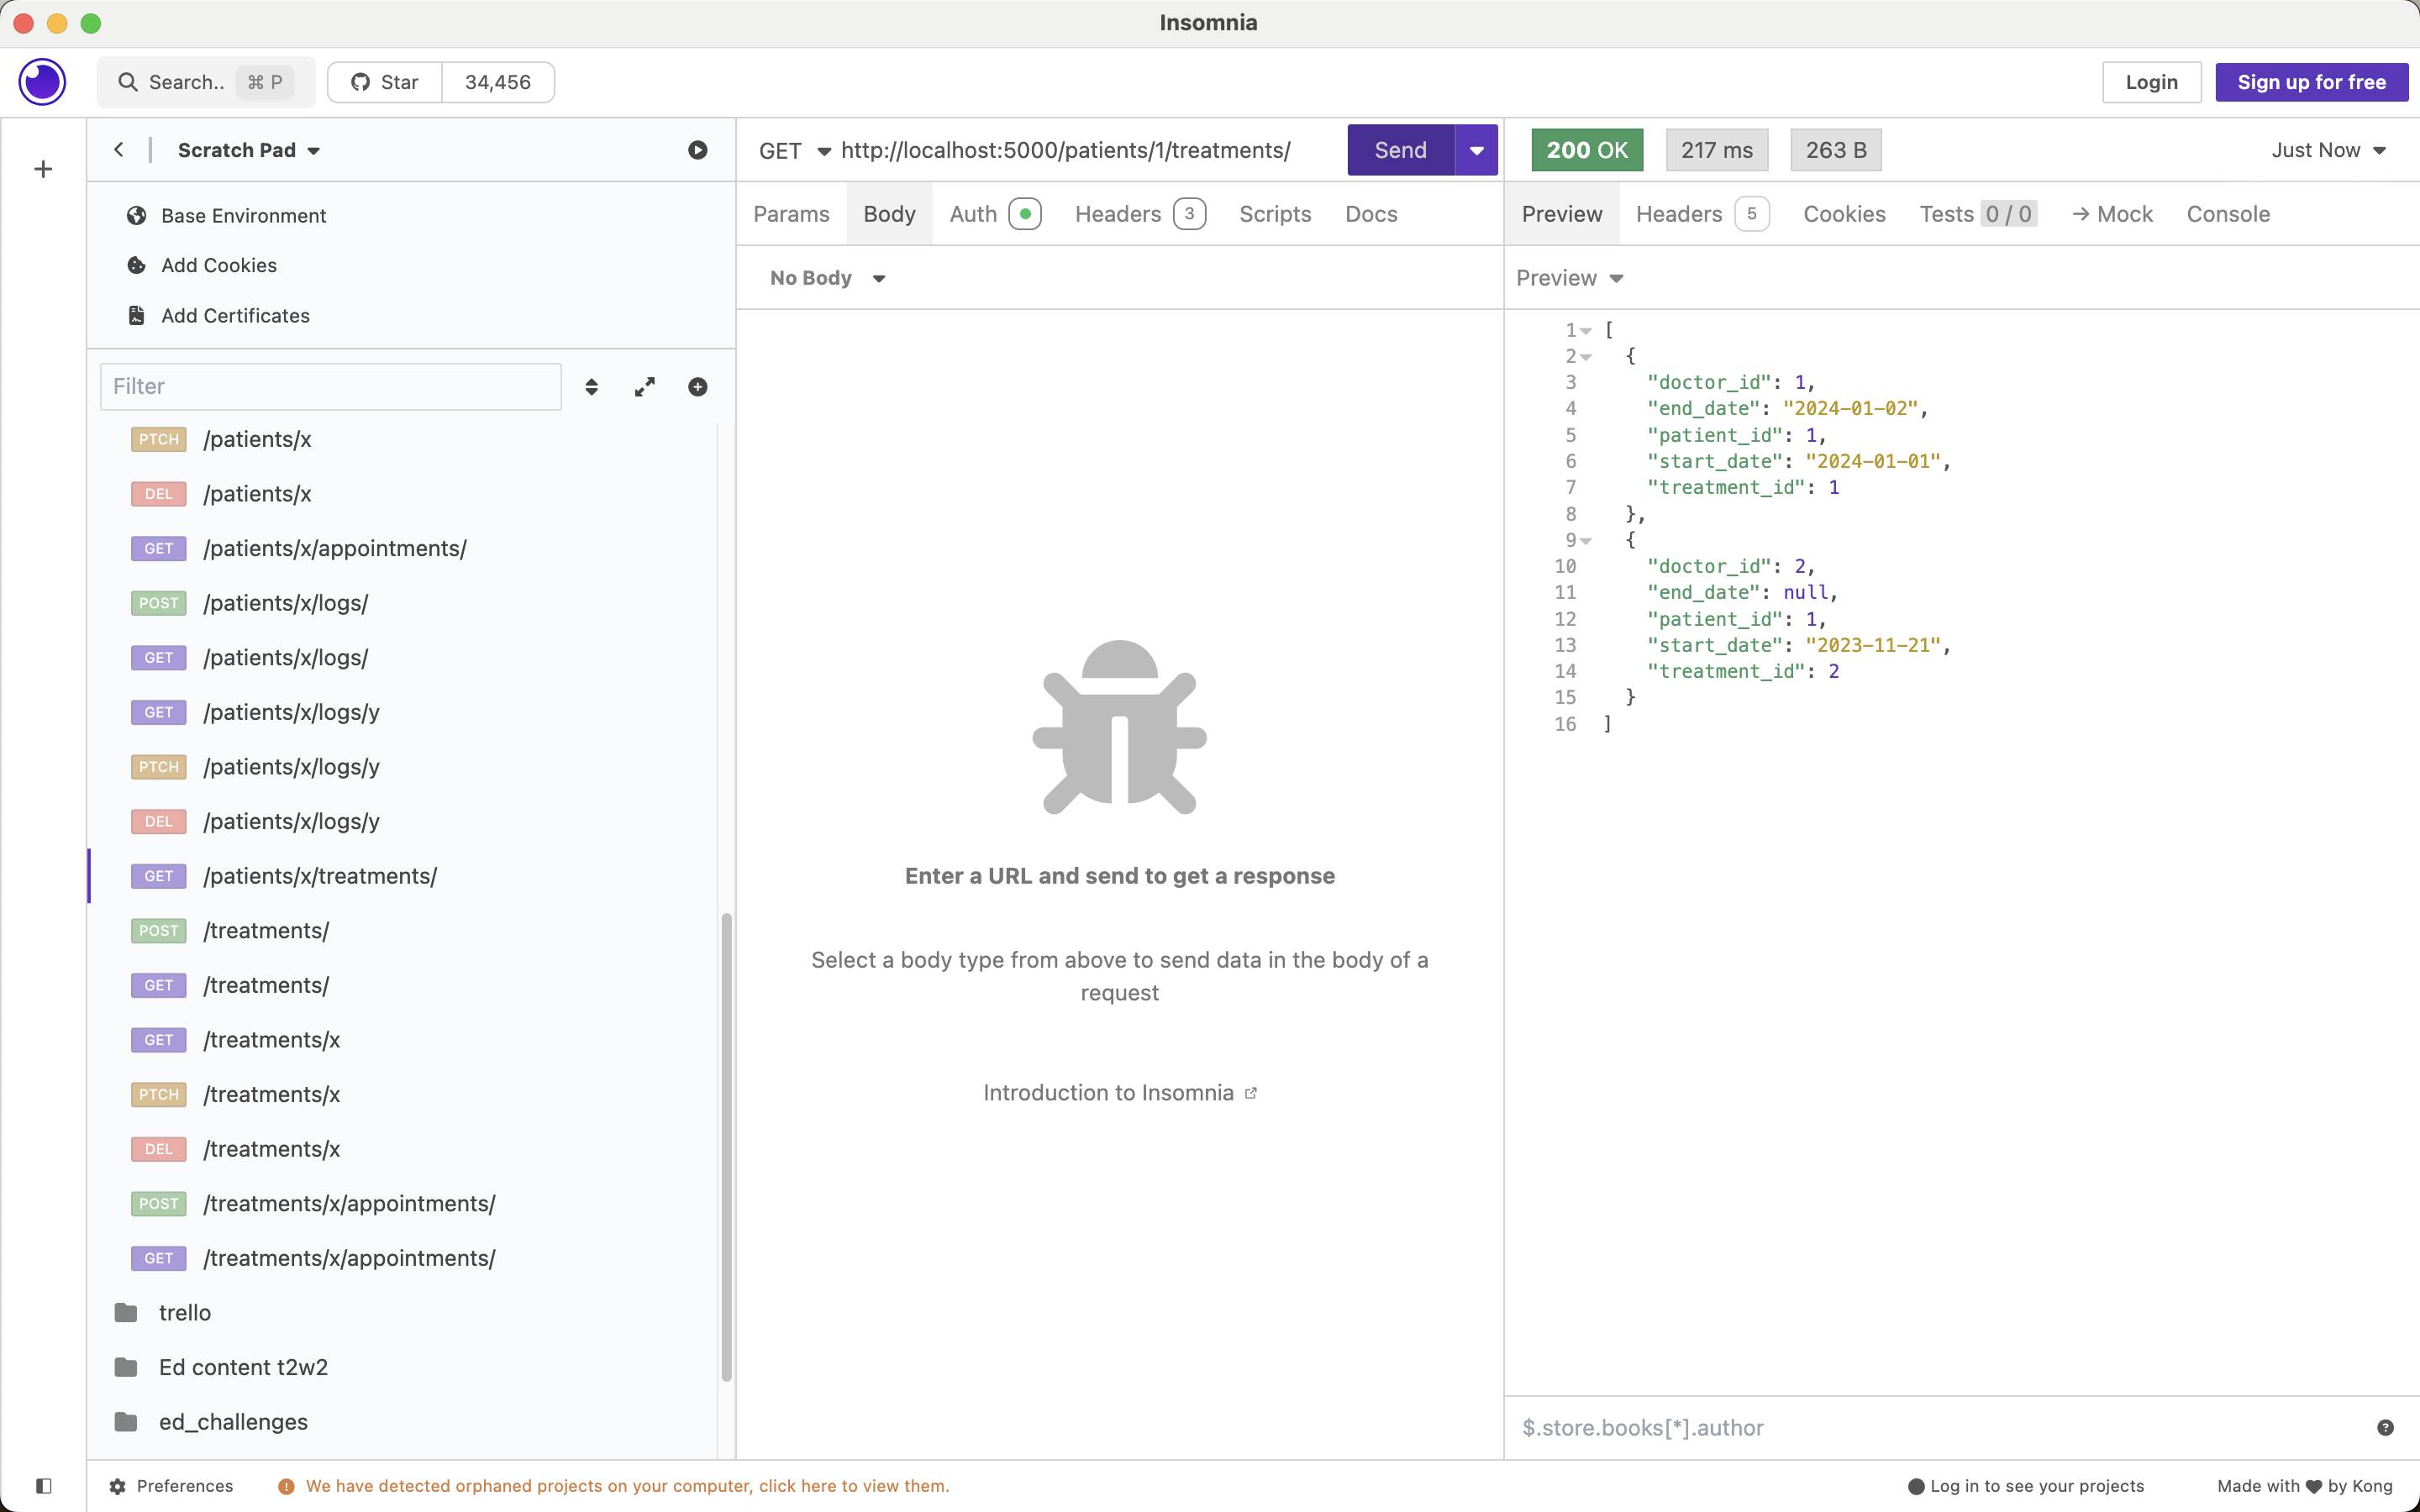 Insomnia
Search.. ⌘ P
Star 34,456
Login
Sign up for free
Scratch Pad
Base Environment
Add Cookies
Add Certificates
Filter
PTCH /patients/x
DEL /patients/x
GET /patients/x/appointments/
POST /patients/x/logs/
GET /patients/x/logs/
GET /patients/x/logs/y
PTCH /patients/x/logs/y
DEL /patients/x/logs/y
GET /patients/x/treatments/
POST /treatments/
GET /treatments/
GET /treatments/x
PTCH /treatments/x
DEL /treatments/x
POST /treatments/x/appointments/
GET /treatments/x/appointments/
trello
Ed content t2w2
ed_challenges
GET http://localhost:5000/patients/1/treatments/ Send
Params Body Auth Headers 3 Scripts Docs
No Body
Enter a URL and send to get a response
Select a body type from above to send data in the body of a
request
Introduction to Insomnia
200 OK 217 ms 263 B Just Now
Preview Headers 5 Cookies Tests 0 / 0 → Mock Console
Preview
1 [
2 {
3 "doctor_id": 1,
4 "end_date": "2024-01-02",
5 "patient_id": 1,
6 "start_date": "2024-01-01",
7 "treatment_id": 1
8 },
9 {
10 "doctor_id": 2,
11 "end_date": null,
12 "patient_id": 1,
13 "start_date": "2023-11-21",
14 "treatment_id": 2
15 }
16 ]
$.store.books[*].author
Preferences
We have detected orphaned projects on your computer, click here to view them.
Log in to see your projects
Made with ♥ by Kong